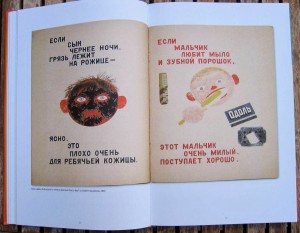 ЕСЛИ
СЫН
ЧЕРНЕЕ НОЧИ,
ГРЯЗЬ ЛЕЖИТ
НА РОЖИЦЕ—
ЯСНО,
ЭТО
ПЛОХО ОЧЕНЬ
ДЛЯ РЕБЯЧЬЕЙ КОЖИЦЫ.
ЕСЛИ
МАЛЬЧИК
ЛЮБИТ МЫЛО
И ЗУБНОЙ ПОРОШОК,
ОДОЛЬ
ЭТОТ МАЛЬЧИК
ОЧЕНЬ МИЛЫЙ,
ПОСТУПАЕТ ХОРОШО.